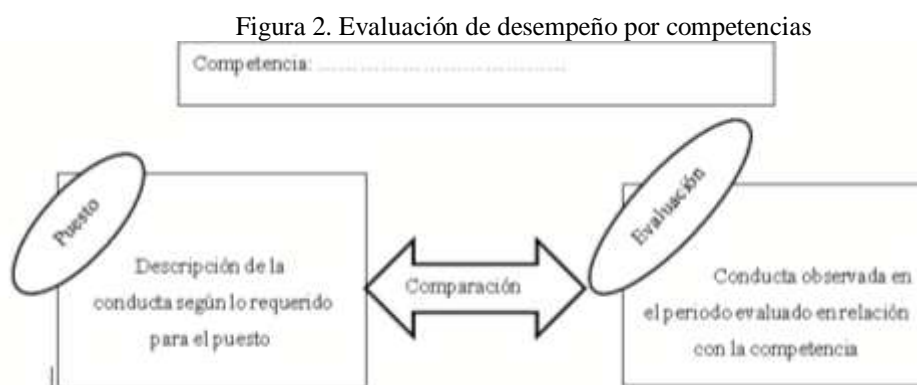 Figura 2. Evaluación de desempeño por competencias
Competencia: ........................................
Puesto
Descripción de la
conducta según lo requerido
para el puesto
Comparación
Evaluación
Conducta observada en
el periodo evaluado en relación
con la competencia